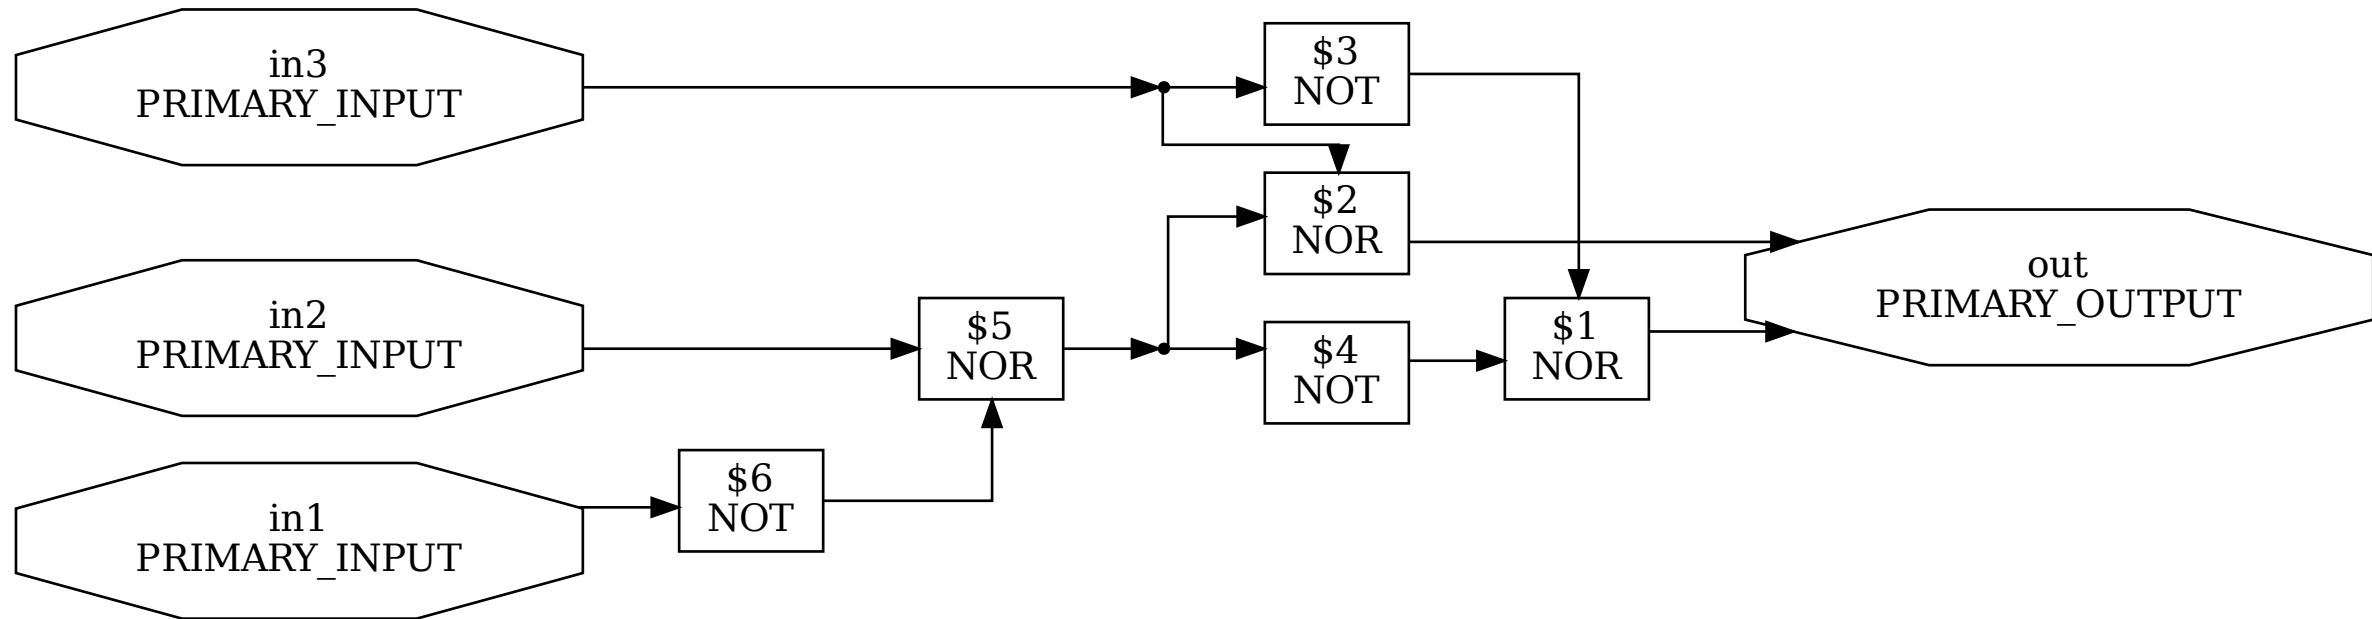 in3
PRIMARY_INPUT
$3
NOT
$2
NOR
out
PRIMARY_OUTPUT
in2
PRIMARY_INPUT
$5
NOR
$4
NOT
$1
NOR
$6
NOT
in1
PRIMARY_INPUT